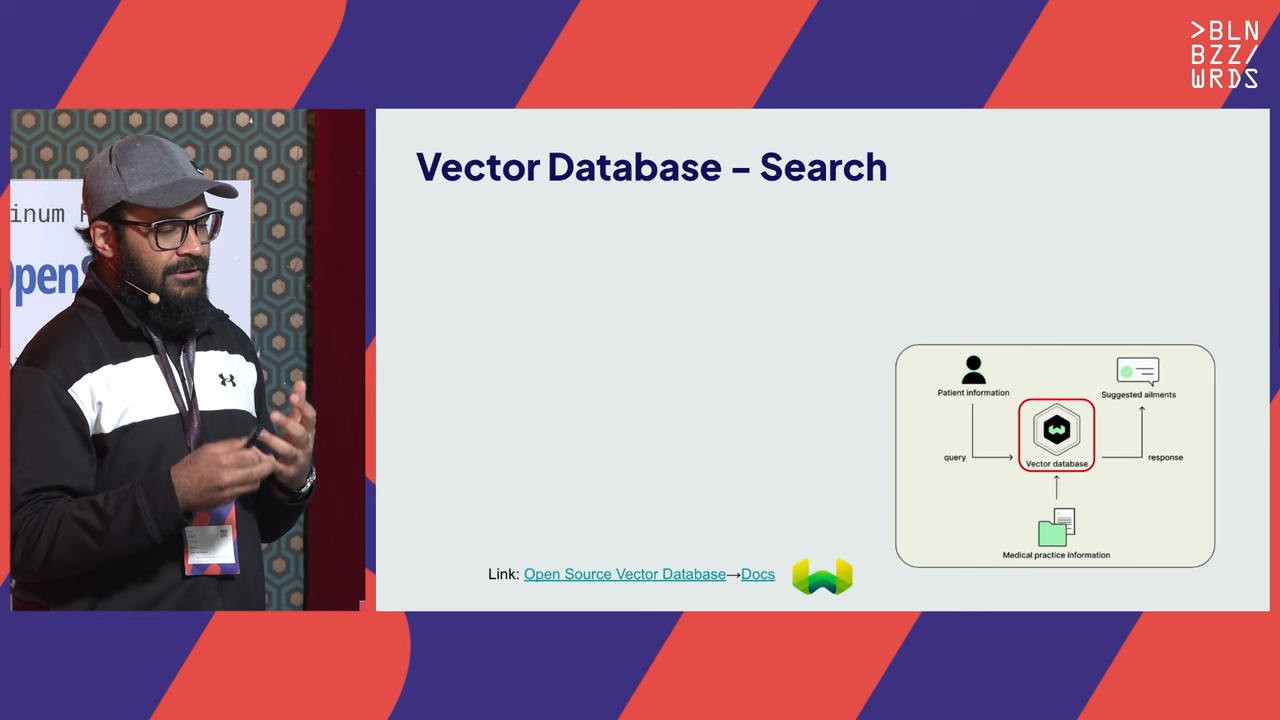 >BLN
BZZ/
WRDS
inum
Open
Vector Database – Search
Patient information
Suggested ailments
query
Vector database
response
Medical practice information
Link: Open Source Vector Database→Docs